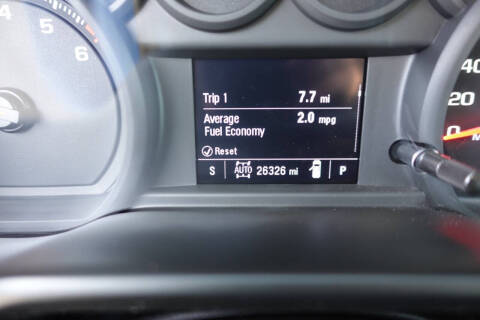 4 5 6
Trip 1 7.7 mi
Average 2.0 mpg
Fuel Economy
Reset
S AUTO 26326 mi P
40
20
0